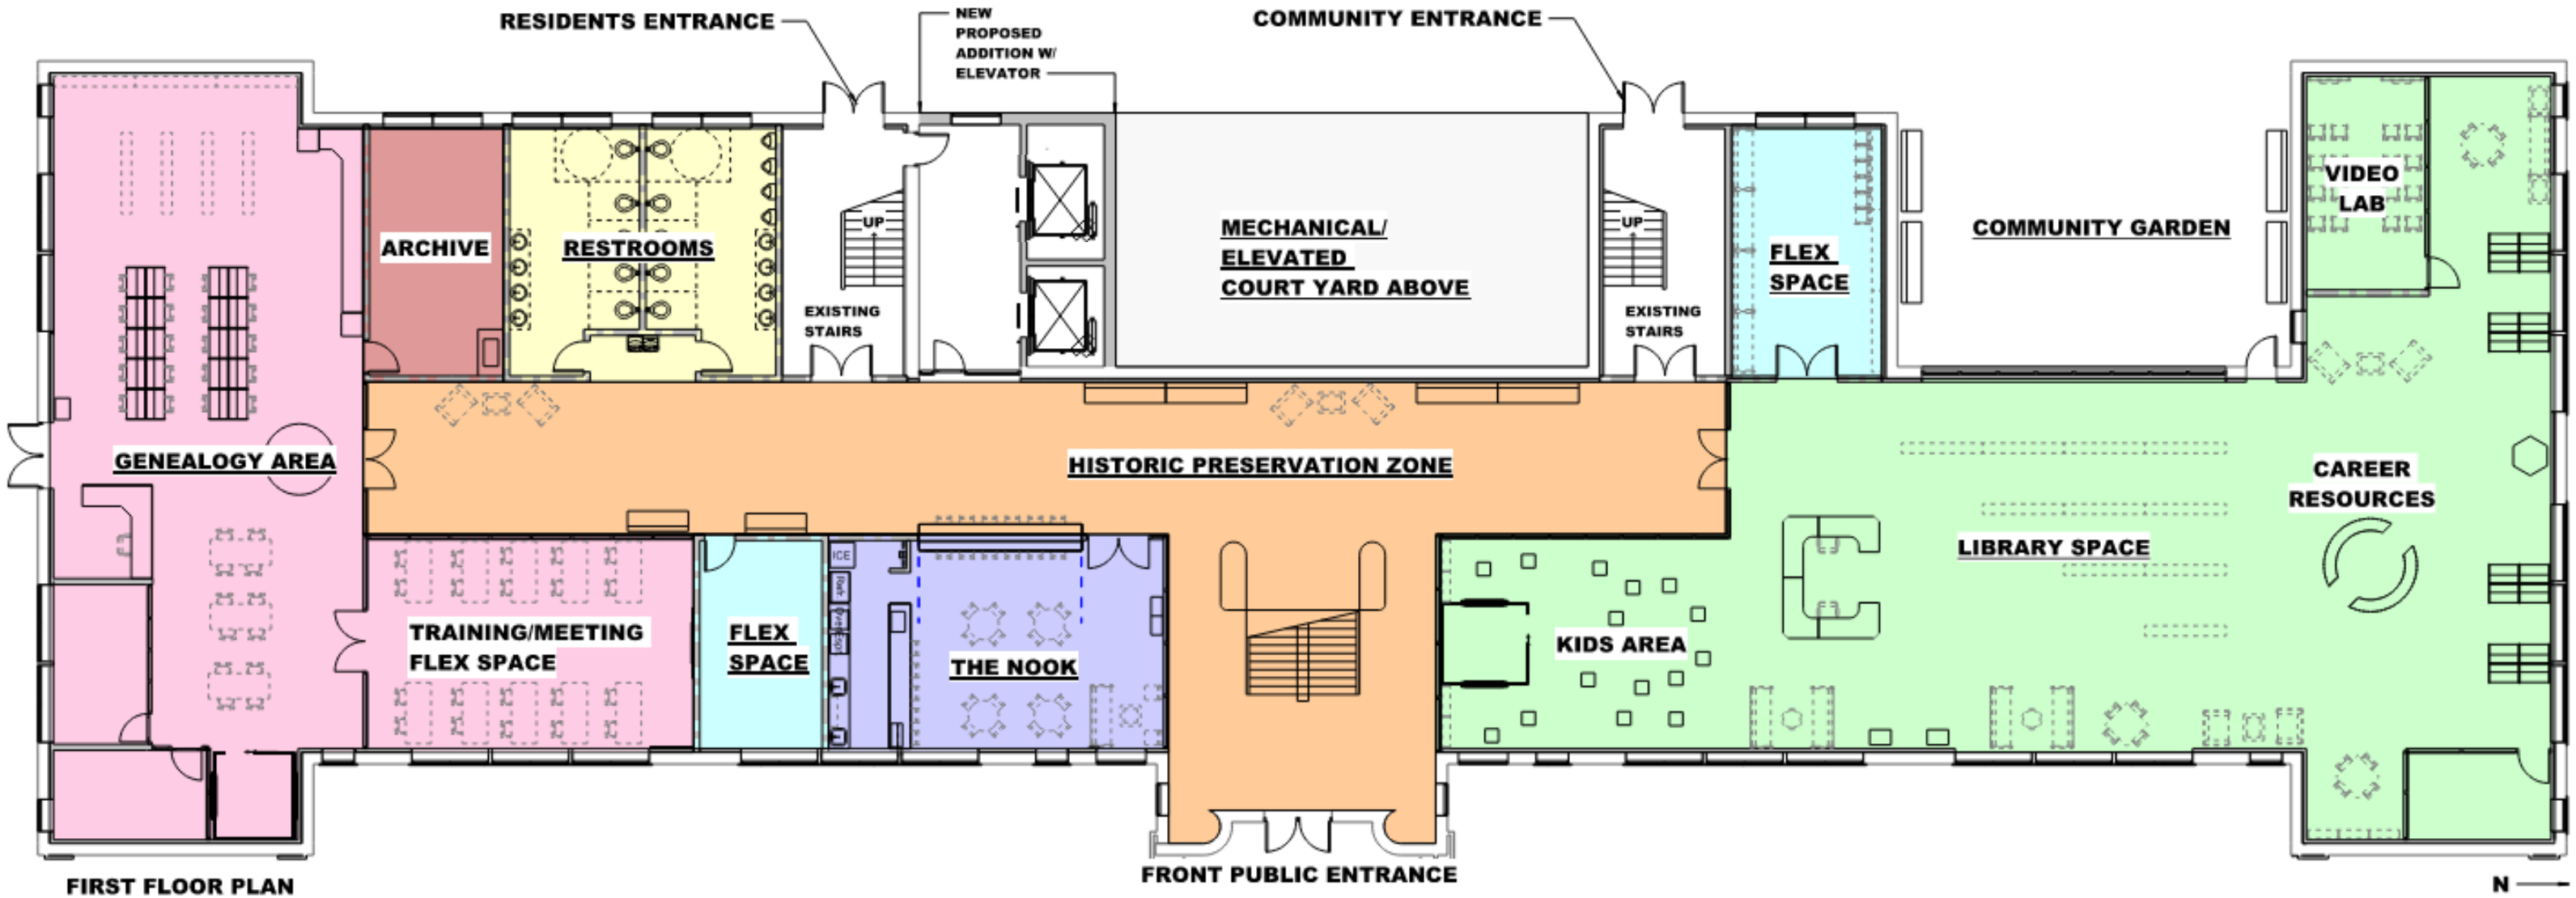 RESIDENTS ENTRANCE
NEW
PROPOSED
ADDITION W/
ELEVATOR
COMMUNITY ENTRANCE
ARCHIVE
RESTROOMS
UP
EXISTING
STAIRS
MECHANICAL/
ELEVATED
COURT YARD ABOVE
UP
EXISTING
STAIRS
FLEX
SPACE
COMMUNITY GARDEN
VIDEO
LAB
GENEALOGY AREA
HISTORIC PRESERVATION ZONE
CAREER
RESOURCES
LIBRARY SPACE
TRAINING/MEETING
FLEX SPACE
FLEX
SPACE
ICE
THE NOOK
KIDS AREA
FIRST FLOOR PLAN
FRONT PUBLIC ENTRANCE
N